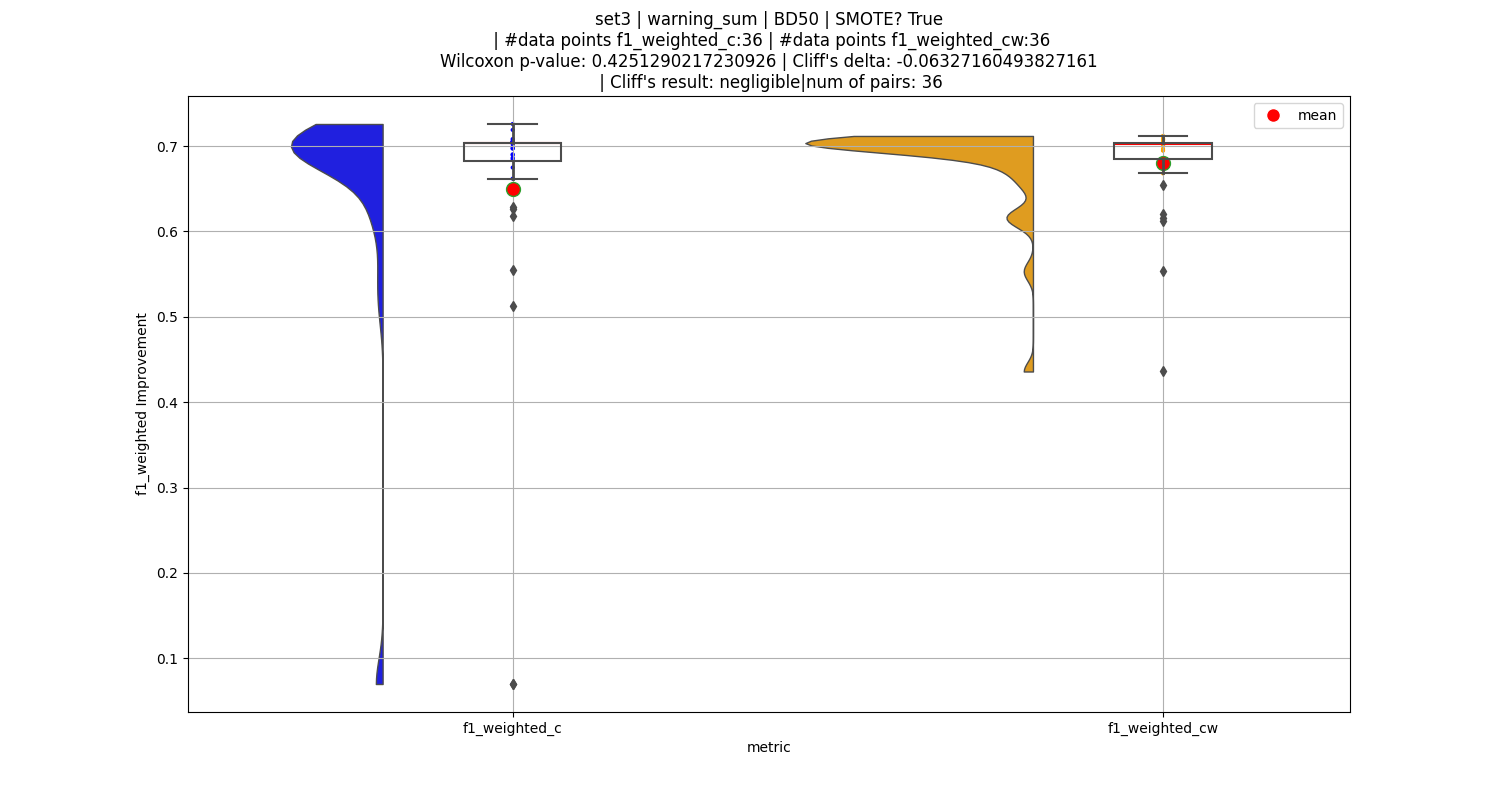 set3 | warning_sum | BD50 | SMOTE? True
| #data points f1_weighted_c:36 | #data points f1_weighted_cw:36
Wilcoxon p-value: 0.4251290217230926 | Cliff's delta: -0.06327160493827161
| Cliff's result: negligible|num of pairs: 36
mean
0.7
0.6
0.5
0.4
0.3
0.2
0.1
f1_weighted Improvement
f1_weighted_c
f1_weighted_cw
metric